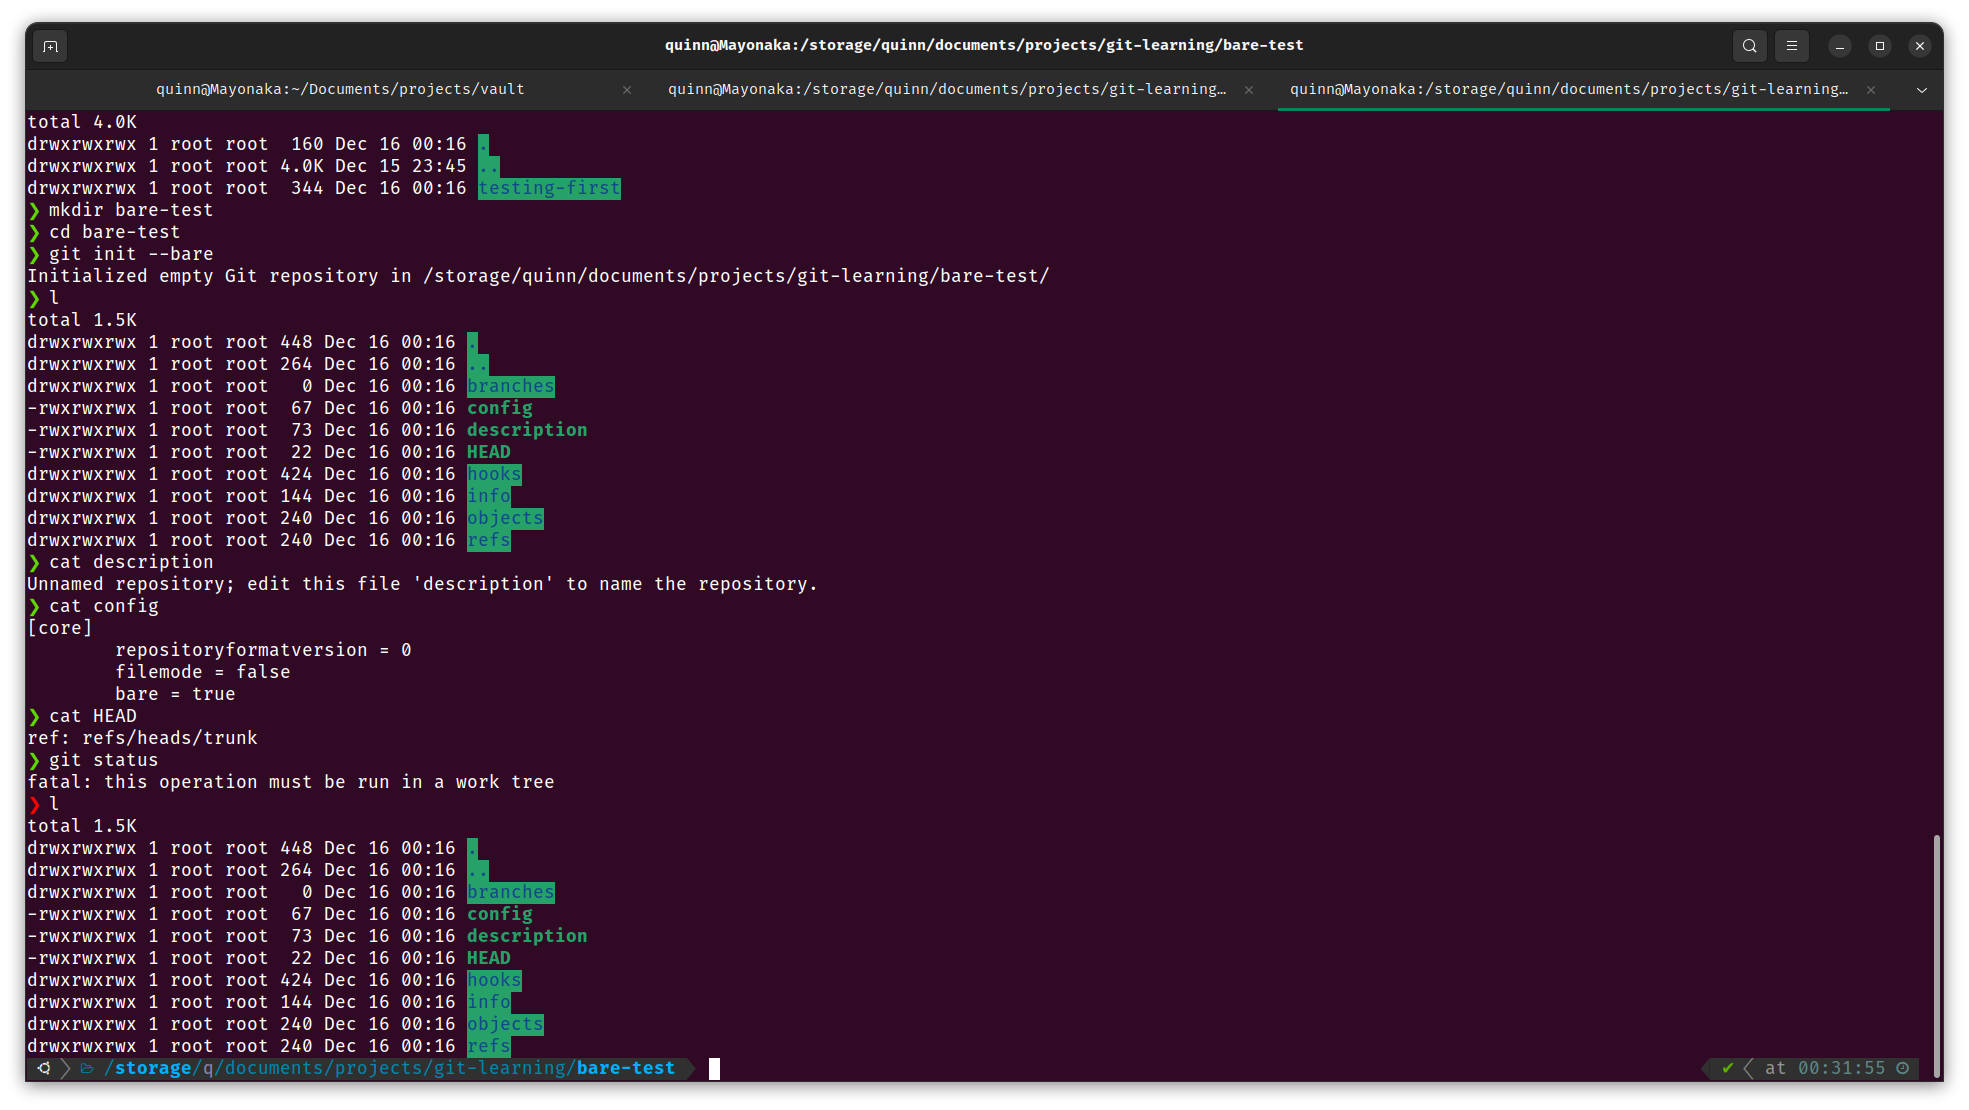 quinn@Mayonaka:/storage/quinn/documents/projects/git-learning/bare-test
quinn@Mayonaka:~/Documents/projects/vault
quinn@Mayonaka:/storage/quinn/documents/projects/git-learning…
quinn@Mayonaka:/storage/quinn/documents/projects/git-learning…
total 4.0K
drwxrwxrwx 1 root root  160 Dec 16 00:16 .
drwxrwxrwx 1 root root 4.0K Dec 15 23:45 ..
drwxrwxrwx 1 root root  344 Dec 16 00:16 testing-first
❯ mkdir bare-test
❯ cd bare-test
❯ git init --bare
Initialized empty Git repository in /storage/quinn/documents/projects/git-learning/bare-test/
❯ l
total 1.5K
drwxrwxrwx 1 root root 448 Dec 16 00:16 .
drwxrwxrwx 1 root root 264 Dec 16 00:16 ..
drwxrwxrwx 1 root root   0 Dec 16 00:16 branches
-rwxrwxrwx 1 root root  67 Dec 16 00:16 config
-rwxrwxrwx 1 root root  73 Dec 16 00:16 description
-rwxrwxrwx 1 root root  22 Dec 16 00:16 HEAD
drwxrwxrwx 1 root root 424 Dec 16 00:16 hooks
drwxrwxrwx 1 root root 144 Dec 16 00:16 info
drwxrwxrwx 1 root root 240 Dec 16 00:16 objects
drwxrwxrwx 1 root root 240 Dec 16 00:16 refs
❯ cat description
Unnamed repository; edit this file 'description' to name the repository.
❯ cat config
[core]
        repositoryformatversion = 0
        filemode = false
        bare = true
❯ cat HEAD
ref: refs/heads/trunk
❯ git status
fatal: this operation must be run in a work tree
❯ l
total 1.5K
drwxrwxrwx 1 root root 448 Dec 16 00:16 .
drwxrwxrwx 1 root root 264 Dec 16 00:16 ..
drwxrwxrwx 1 root root   0 Dec 16 00:16 branches
-rwxrwxrwx 1 root root  67 Dec 16 00:16 config
-rwxrwxrwx 1 root root  73 Dec 16 00:16 description
-rwxrwxrwx 1 root root  22 Dec 16 00:16 HEAD
drwxrwxrwx 1 root root 424 Dec 16 00:16 hooks
drwxrwxrwx 1 root root 144 Dec 16 00:16 info
drwxrwxrwx 1 root root 240 Dec 16 00:16 objects
drwxrwxrwx 1 root root 240 Dec 16 00:16 refs
/storage/q/documents/projects/git-learning/bare-test ✔ at 00:31:55